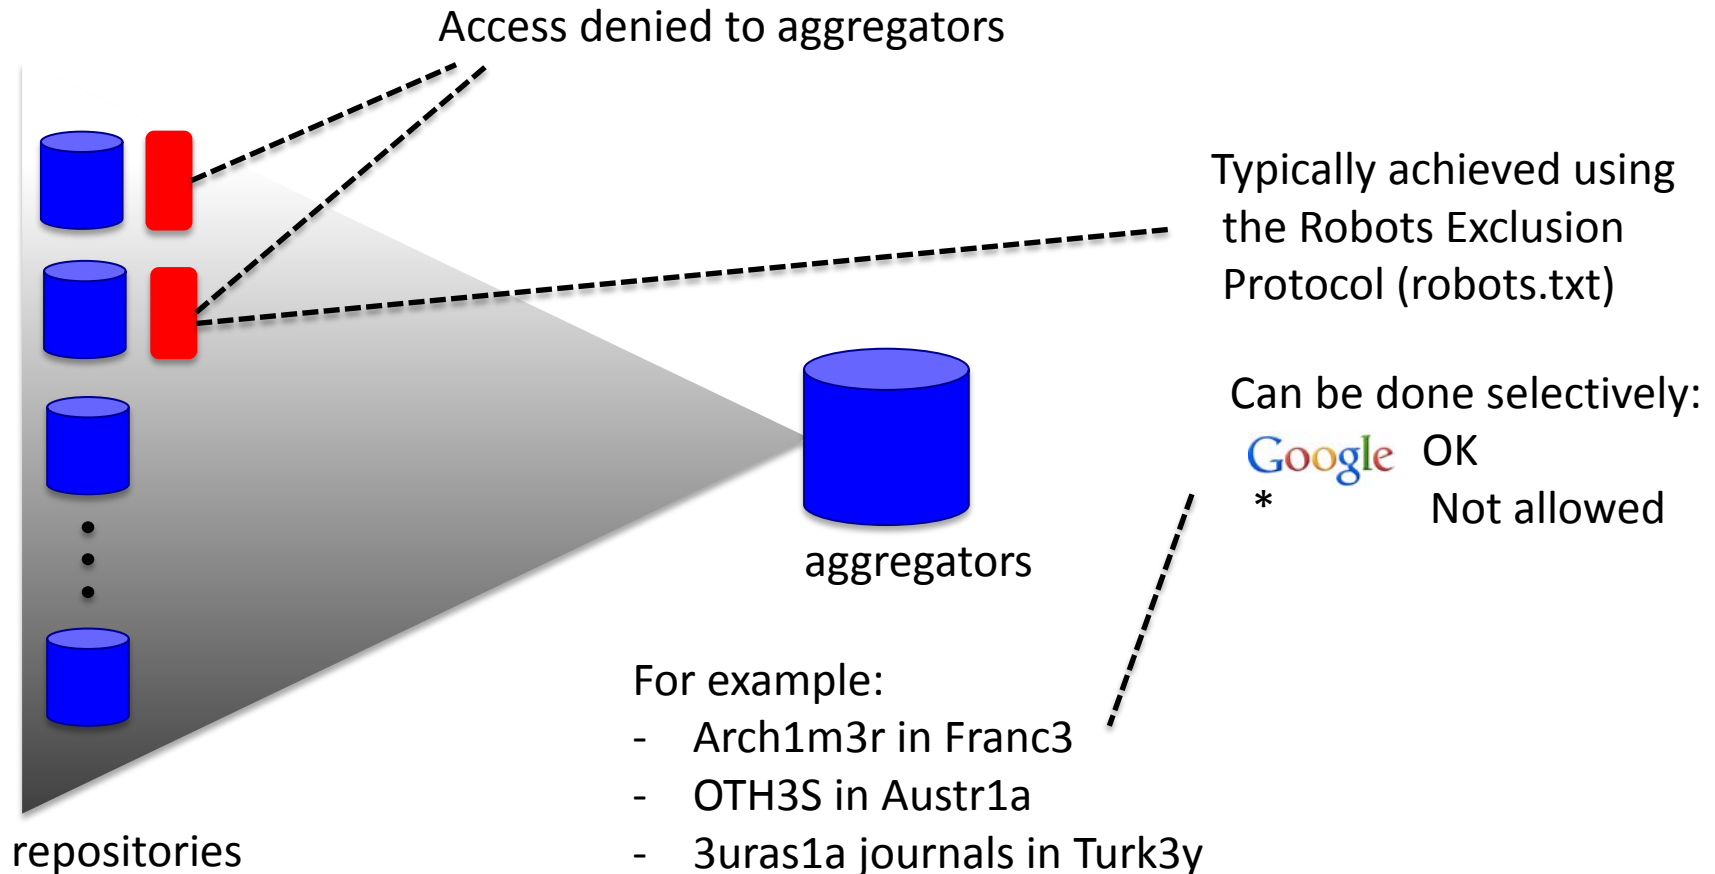 Access denied to aggregators
Typically achieved using
the Robots Exclusion
Protocol (robots.txt)
Can be done selectively:
Google OK
* Not allowed
aggregators
For example:
- Arch1m3r in Franc3
- OTH3S in Austr1a
- 3uras1a journals in Turk3y
repositories